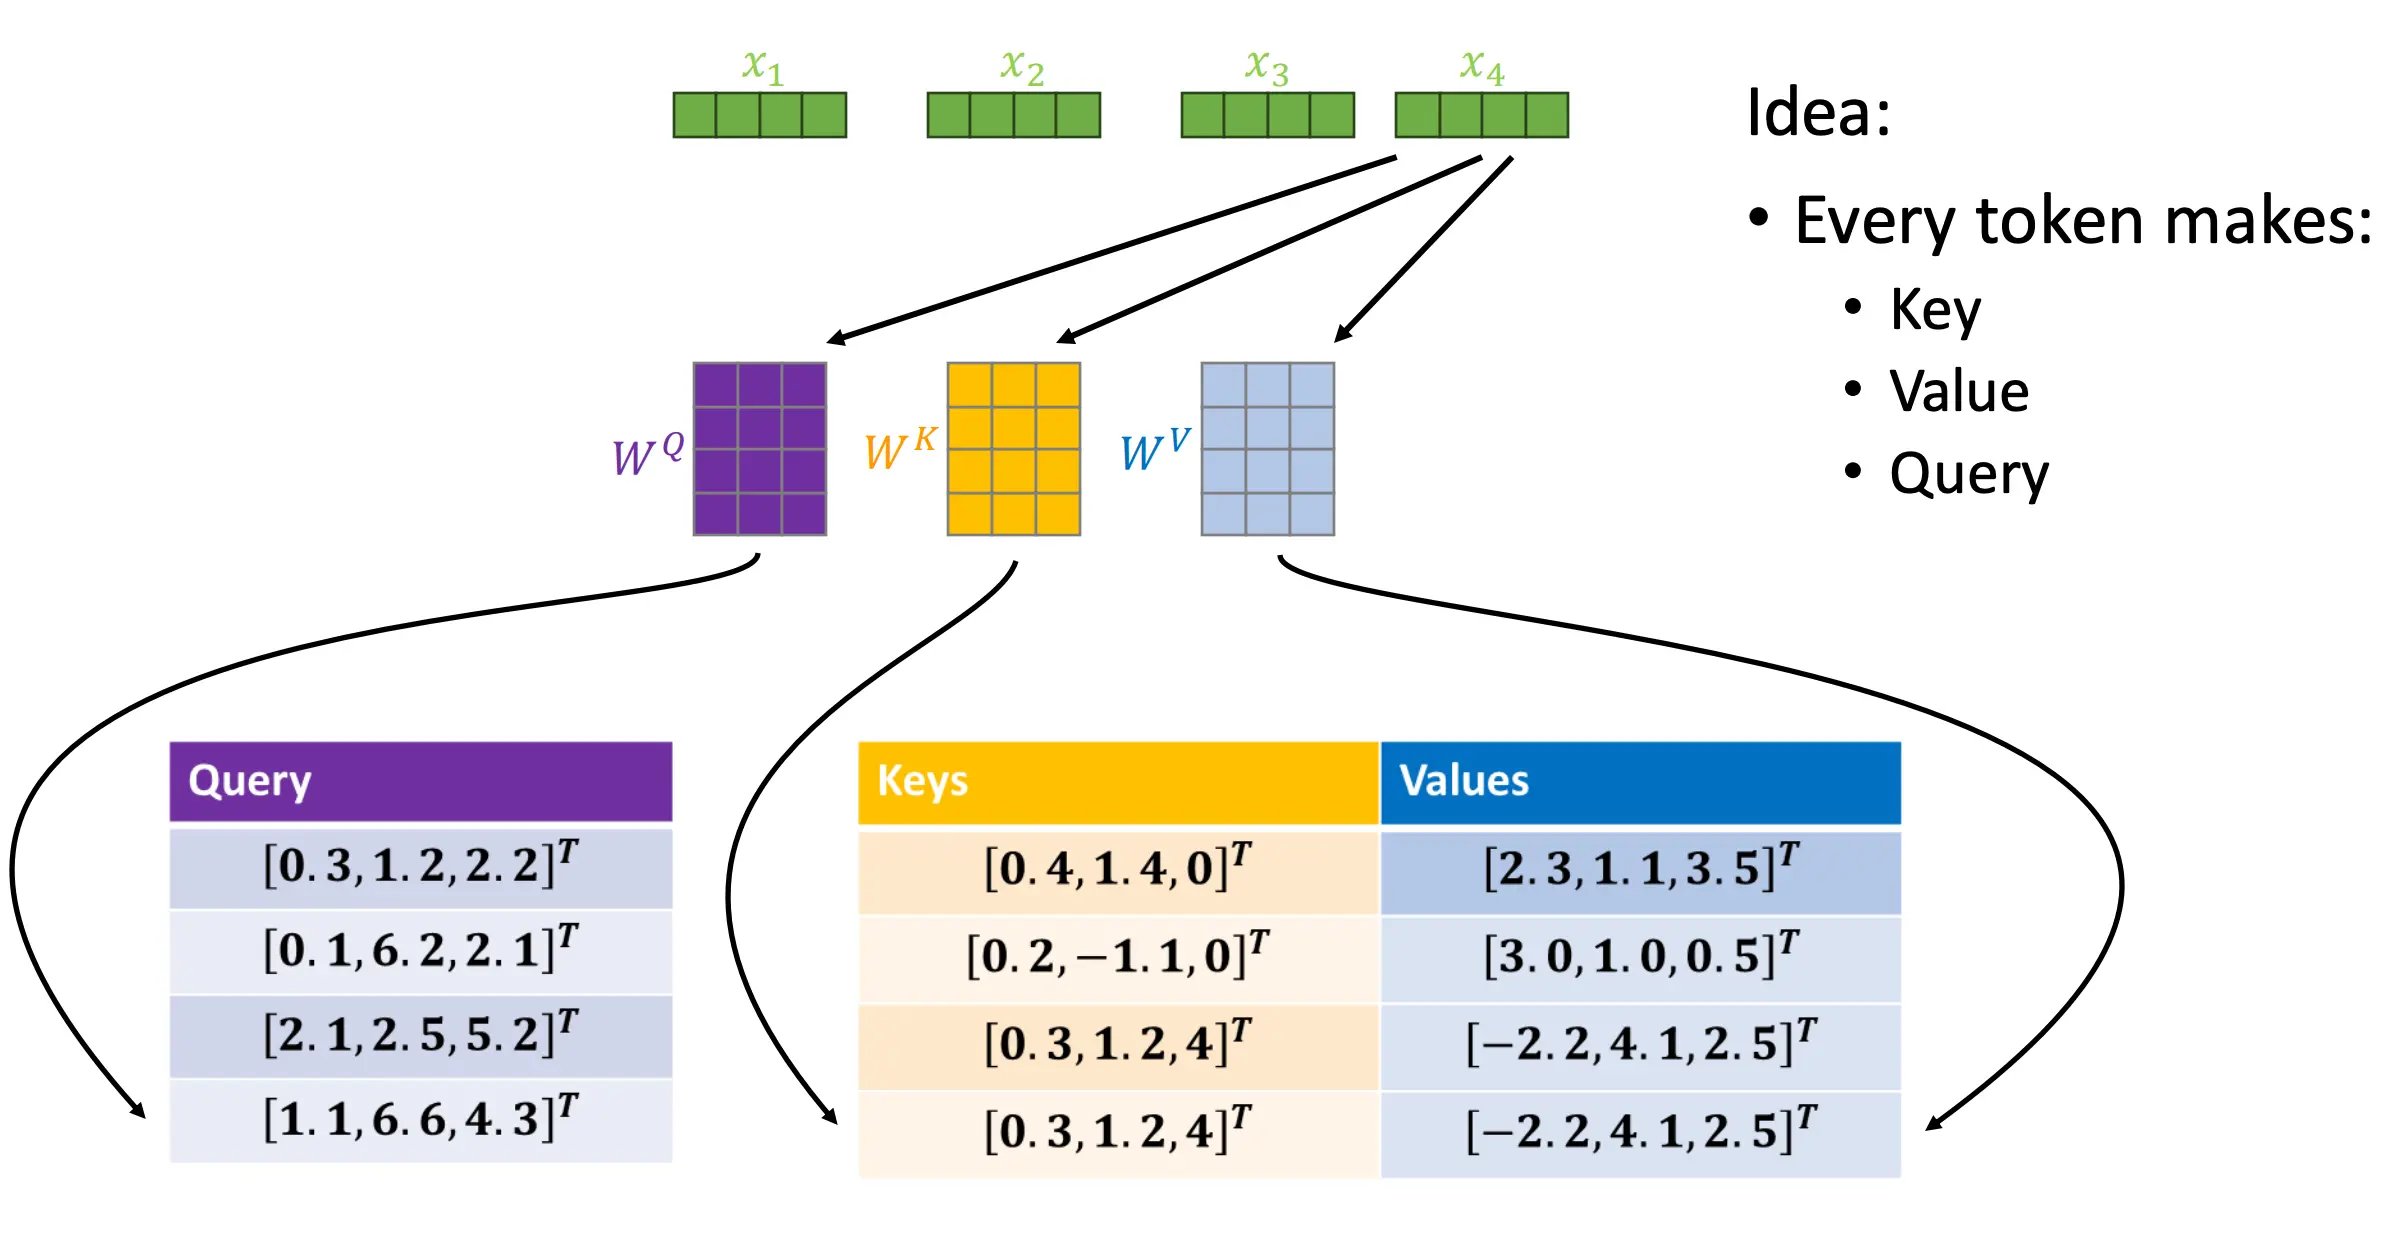 x₁ x₂ x₃ x₄
Idea:
• Every token makes:
• Key
• Value
• Query
W^Q W^K W^V
Query Keys Values
[0.3, 1.2, 2.2]^T [0.4, 1.4, 0]^T [2.3, 1.1, 3.5]^T
[0.1, 6.2, 2.1]^T [0.2, −1.1, 0]^T [3.0, 1.0, 0.5]^T
[2.1, 2.5, 5.2]^T [0.3, 1.2, 4]^T [−2.2, 4.1, 2.5]^T
[1.1, 6.6, 4.3]^T [0.3, 1.2, 4]^T [−2.2, 4.1, 2.5]^T